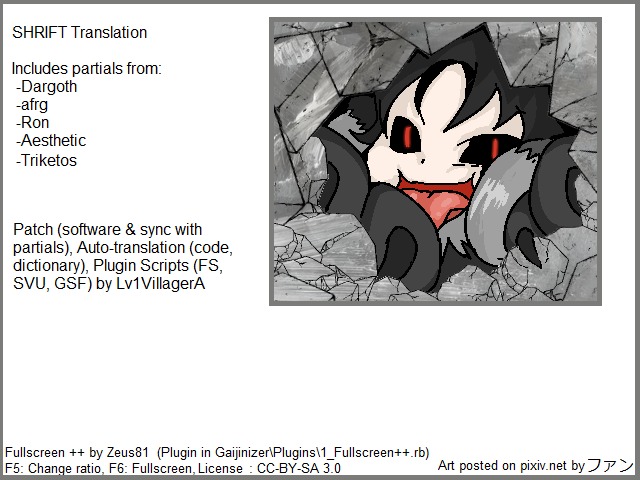 SHRIFT Translation
Includes partials from:
-Dargoth
-afrg
-Ron
-Aesthetic
-Triketos
Patch (software & sync with
partials), Auto-translation (code,
dictionary), Plugin Scripts (FS,
SVU, GSF) by Lv1VillagerA
Fullscreen ++ by Zeus81  (Plugin in Gaijinizer\Plugins\1_Fullscreen++.rb)
F5: Change ratio, F6: Fullscreen, License  : CC-BY-SA 3.0
Art posted on pixiv.net by ファン